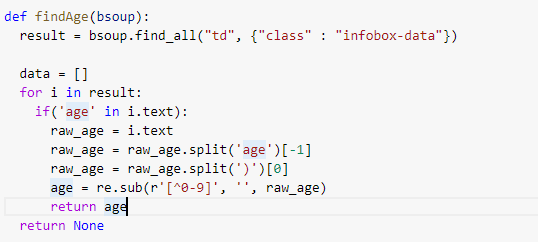 def findAge(bsoup):
  result = bsoup.find_all("td", {"class" : "infobox-data"})
  data = []
  for i in result:
    if('age' in i.text):
      raw_age = i.text
      raw_age = raw_age.split('age')[-1]
      raw_age = raw_age.split(')')[0]
      age = re.sub(r'[^0-9]', '', raw_age)
      return age
  return None